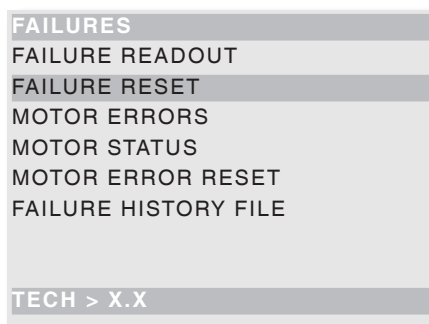 FAILURES
FAILURE READOUT
FAILURE RESET
MOTOR ERRORS
MOTOR STATUS
MOTOR ERROR RESET
FAILURE HISTORY FILE
TECH > X.X